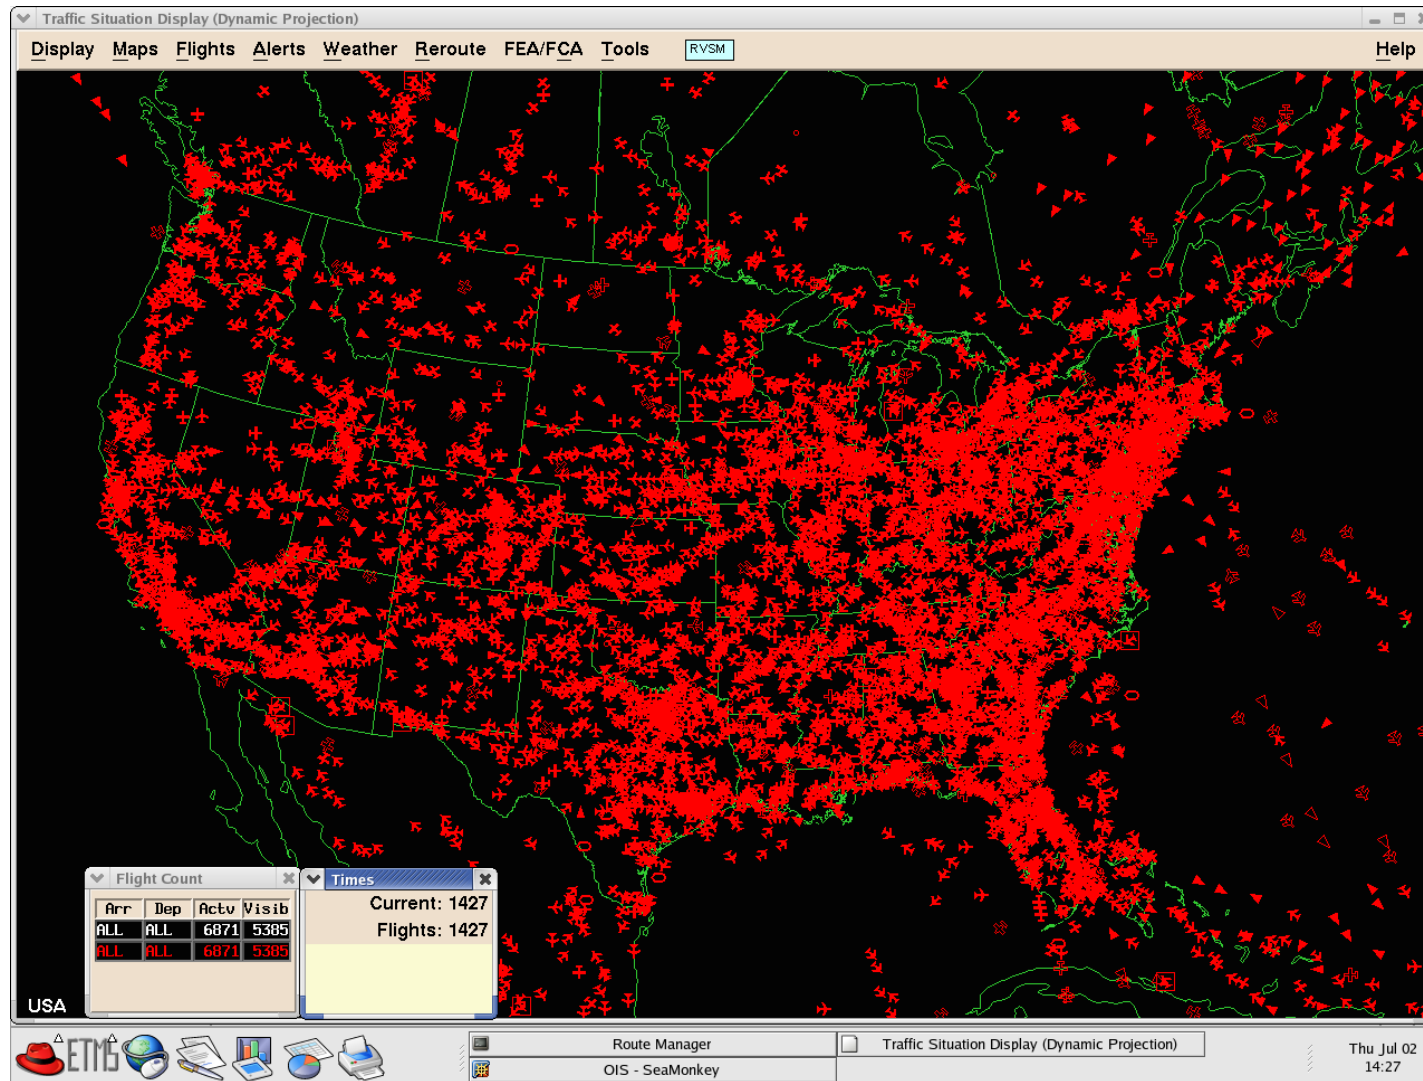 Traffic Situation Display (Dynamic Projection)
Display Maps Flights Alerts Weather Reroute FEA/FCA Tools RVSM Help
Flight Count
Arr Dep Actv Visib
ALL ALL 6871 5385
ALL ALL 6871 5385
Times
Current: 1427
Flights: 1427
USA
ETMS
Route Manager
Traffic Situation Display (Dynamic Projection)
OIS - SeaMonkey
Thu Jul 02
14:27